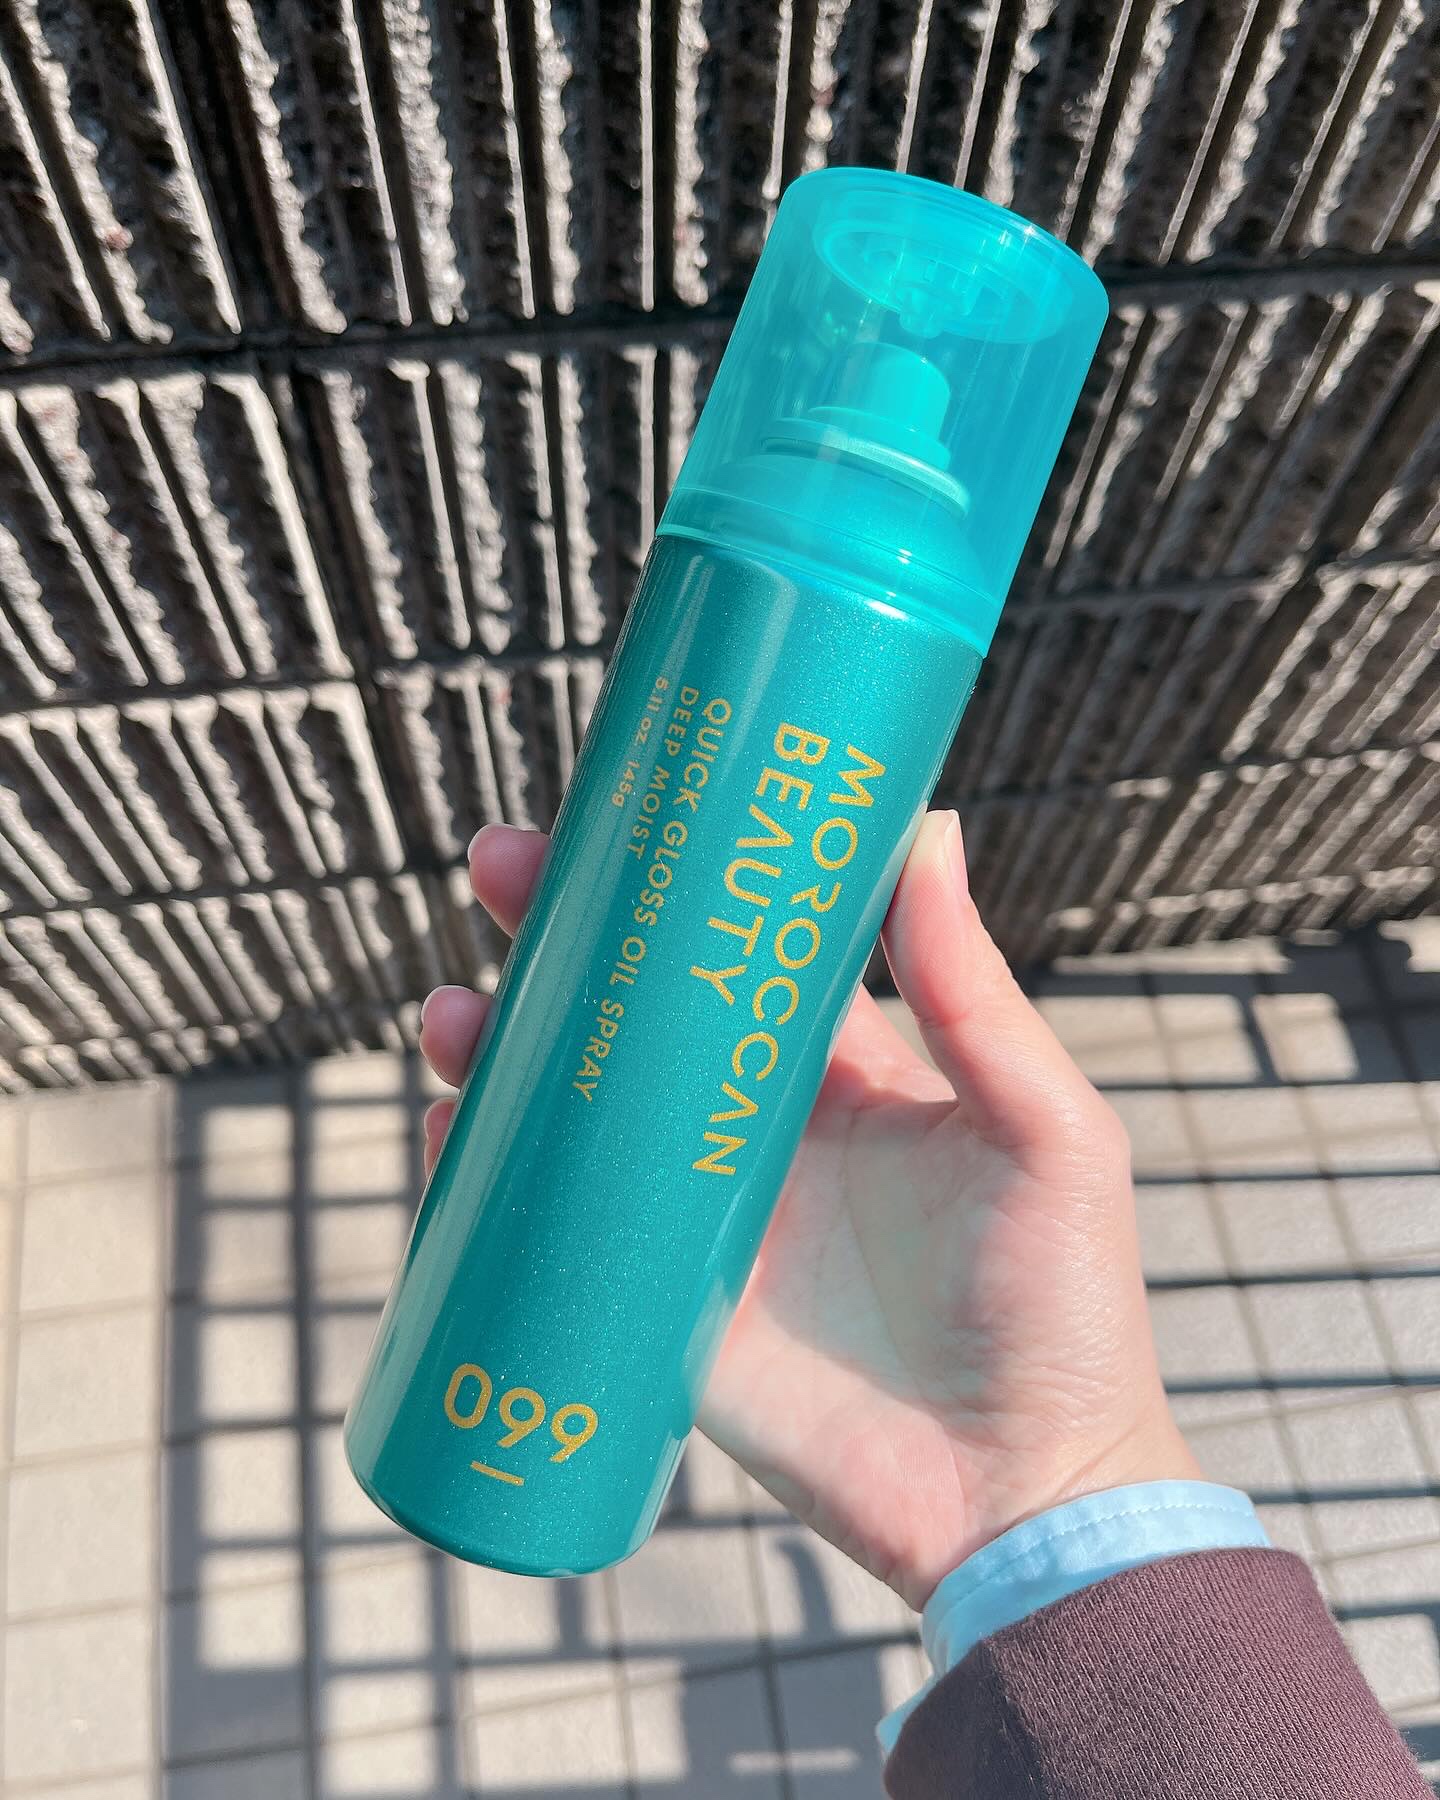 MOROCCAN
BEAUTY
QUICK GLOSS OIL SPRAY
DEEP MOIST
5.11 oz. 145g
099